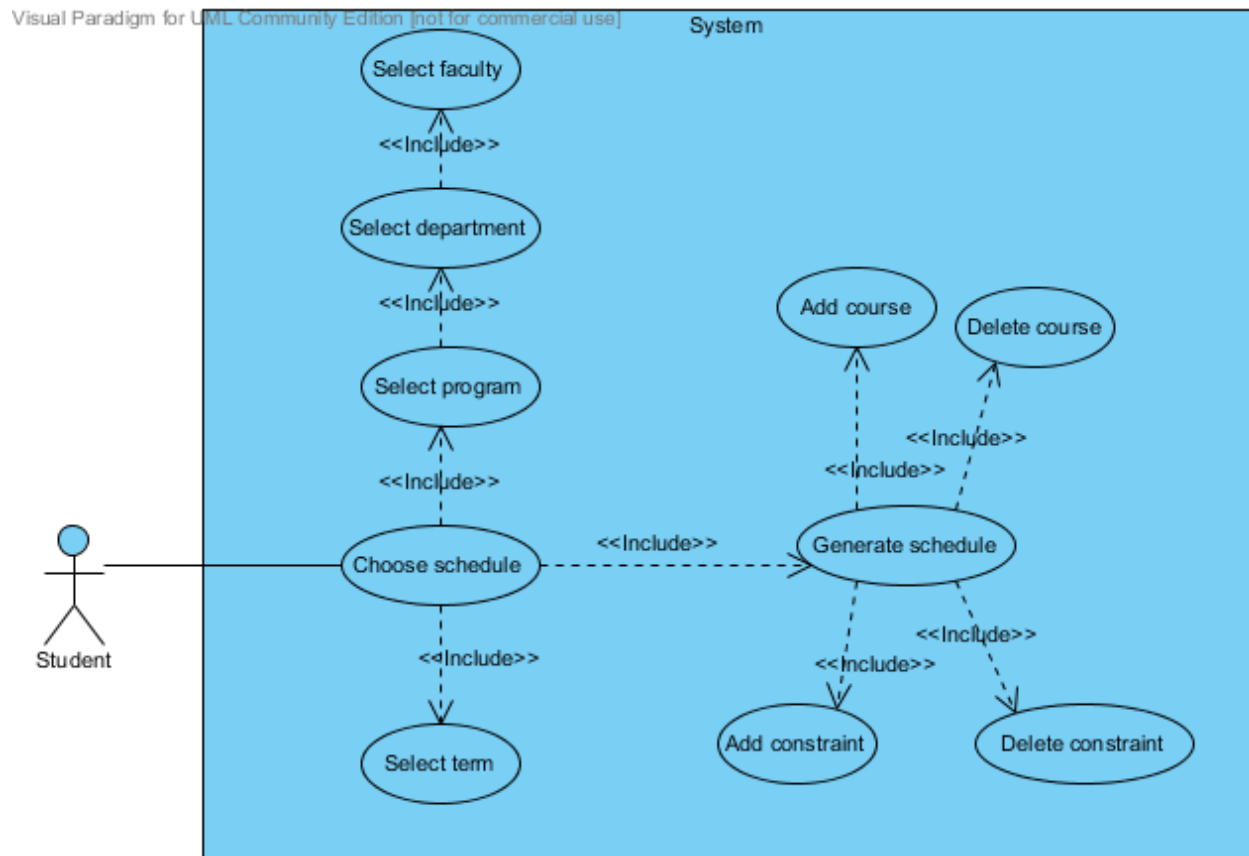 Visual Paradigm for UML Community Edition [not for commercial use]
System
Select faculty
<<Include>>
Select department
<<Include>>
Select program
<<Include>>
Choose schedule
<<Include>>
Select term
<<Include>>
Generate schedule
<<Include>>
Add course
<<Include>>
Delete course
<<Include>>
Add constraint
<<Include>>
Delete constraint
Student